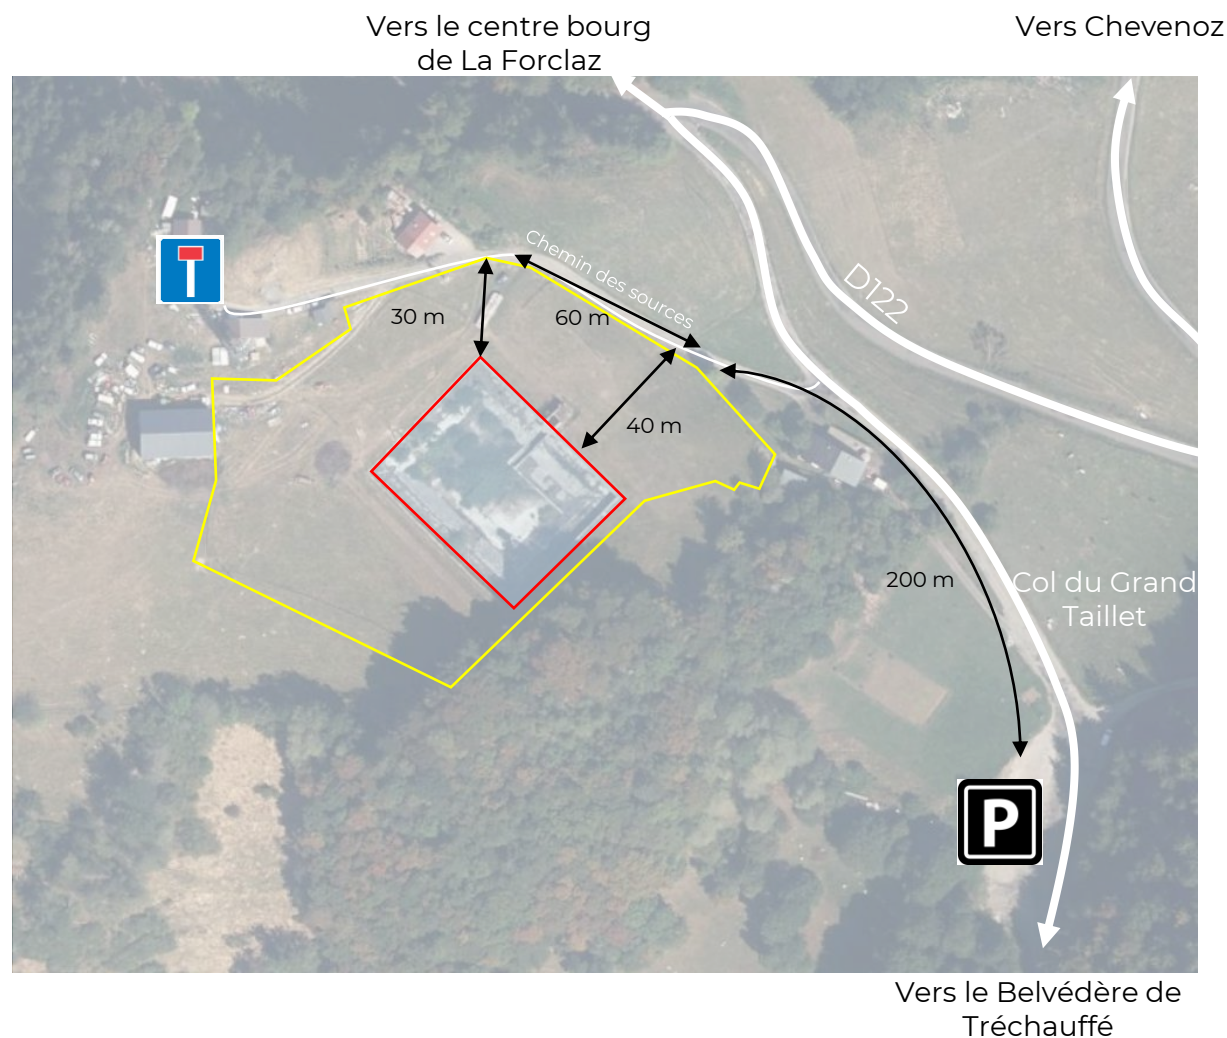 Vers le centre bourg
de La Forclaz
Vers Chevenoz
Chemin des sources
D122
30 m
60 m
40 m
200 m
Col du Grand
Taillet
P
Vers le Belvédère de
Tréchauffé